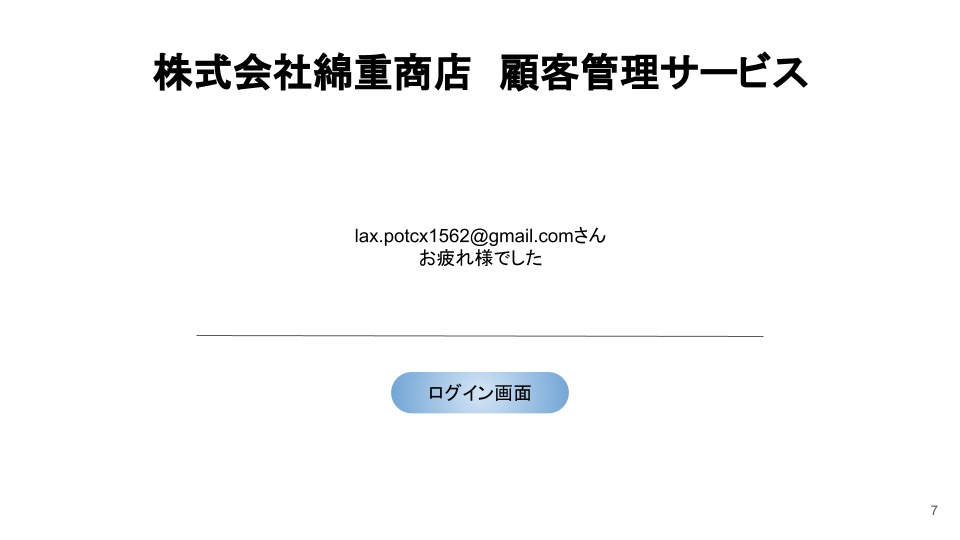 株式会社綿重商店　顧客管理サービス
lax.potcx1562@gmail.comさん
お疲れ様でした
ログイン画面
7